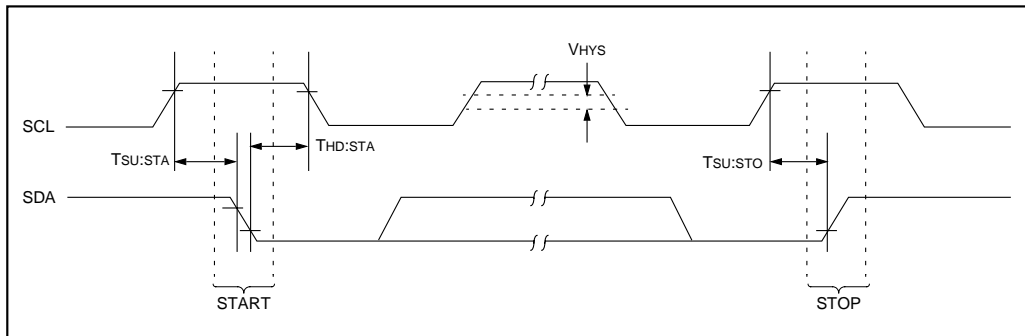 VHYS
SCL
TSU:STA
THD:STA
TSU:STO
SDA
START
STOP